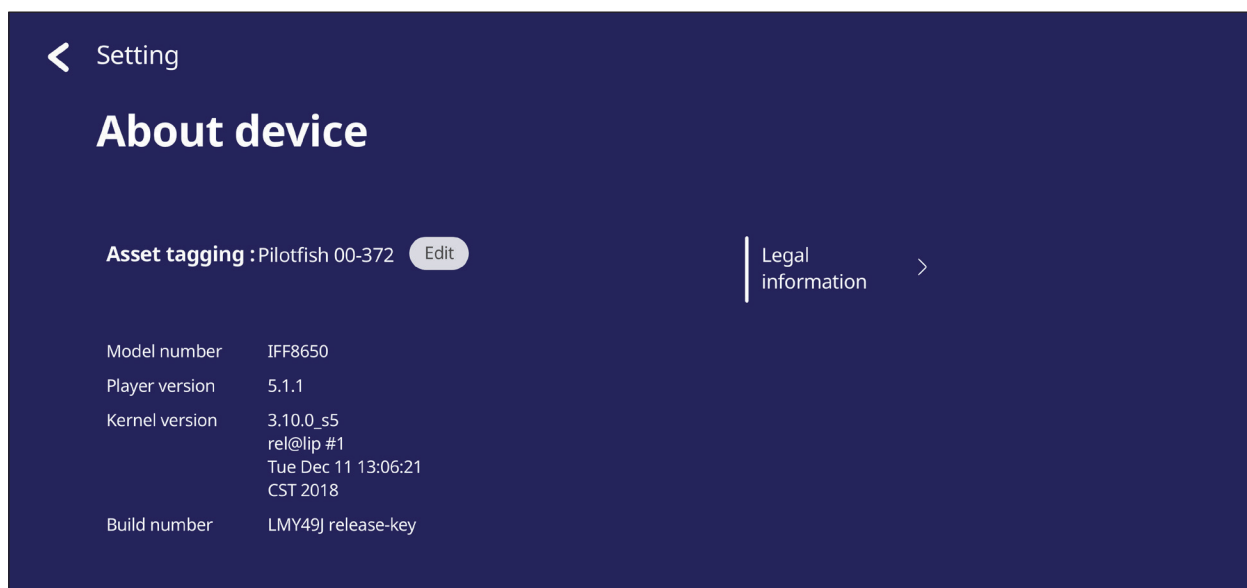 Setting
About device
Asset tagging : Pilotfish 00-372 Edit
Legal
information
Model number IFF8650
Player version 5.1.1
Kernel version 3.10.0_s5
rel@lip #1
Tue Dec 11 13:06:21
CST 2018
Build number LMY49J release-key